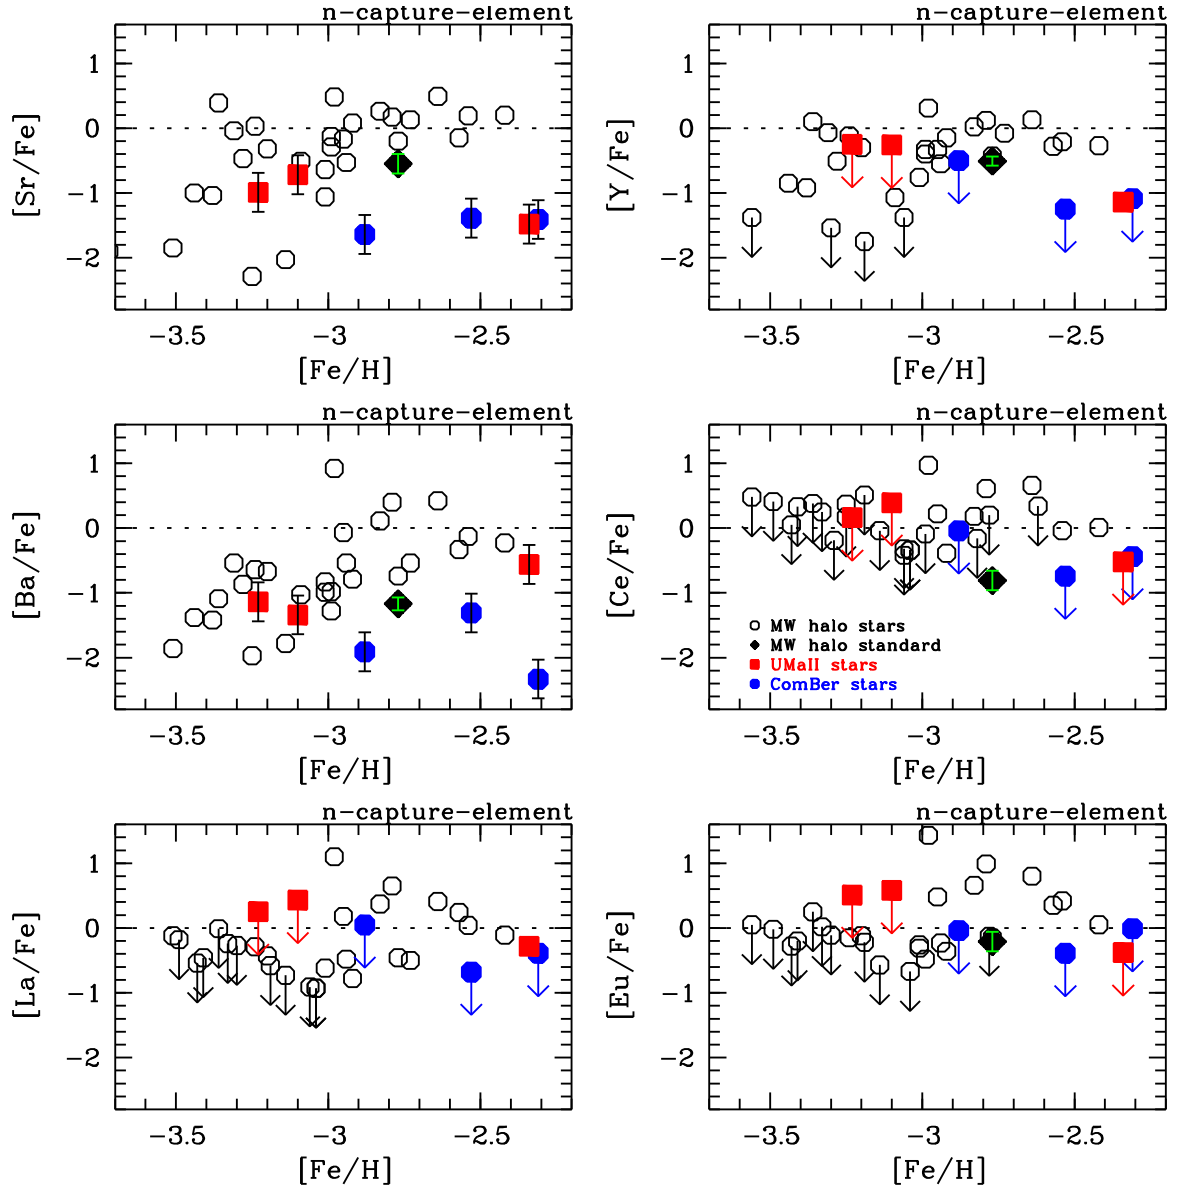 n-capture-element
n-capture-element
[Sr/Fe]
1
0
−1
−2
−3.5
−3
−2.5
[Fe/H]
[Y/Fe]
1
0
−1
−2
−3.5
−3
−2.5
[Fe/H]
n-capture-element
n-capture-element
[Ba/Fe]
1
0
−1
−2
−3.5
−3
−2.5
[Fe/H]
[Ce/Fe]
1
0
−1
−2
MW halo stars
MW halo standard
UMaII stars
ComBer stars
−3.5
−3
−2.5
[Fe/H]
n-capture-element
n-capture-element
[La/Fe]
1
0
−1
−2
−3.5
−3
−2.5
[Fe/H]
[Eu/Fe]
1
0
−1
−2
−3.5
−3
−2.5
[Fe/H]